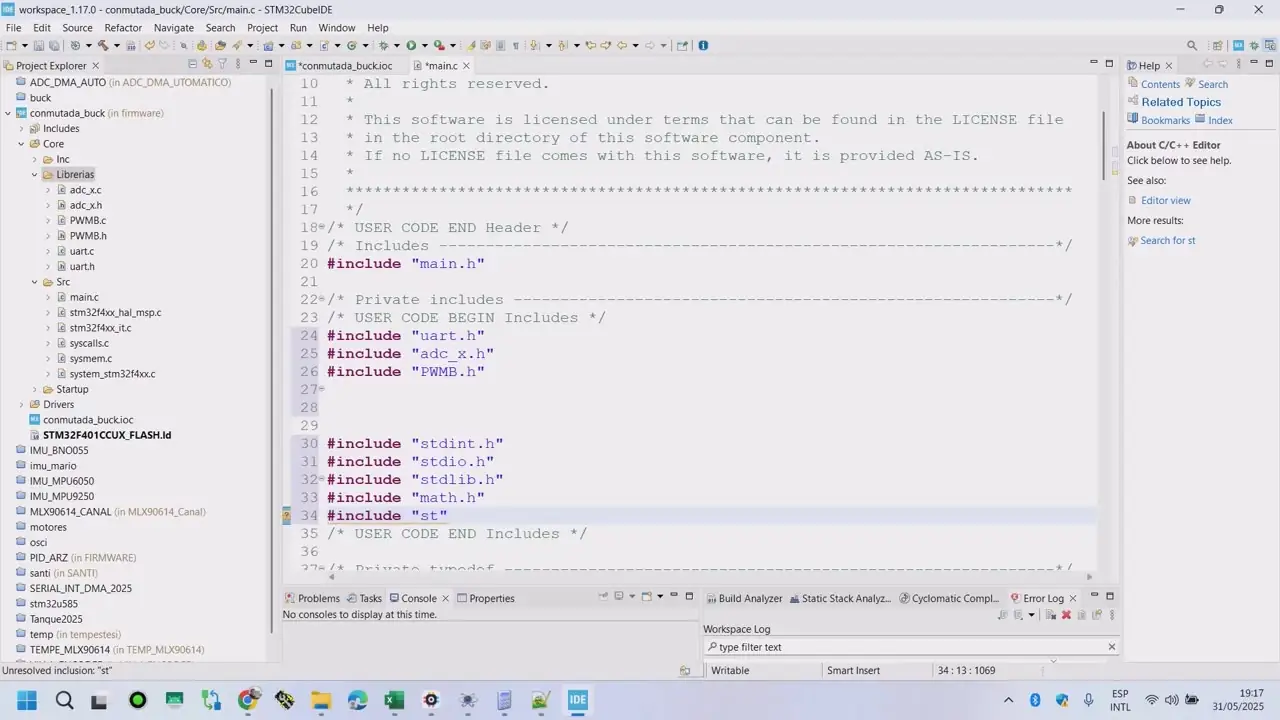 workspace_1.17.0 - conmutada_buck/Core/Src/main.c - STM32CubeIDE
File Edit Source Refactor Navigate Search Project Run Window Help
Project Explorer
ADC_DMA_AUTO (in ADC_DMA_UTOMATICO)
buck
conmutada_buck (in firmware)
Includes
Core
Inc
Librerias
adc_x.c
adc_x.h
PWMB.c
PWMB.h
uart.c
uart.h
Src
main.c
stm32f4xx_hal_msp.c
stm32f4xx_it.c
syscalls.c
sysmem.c
system_stm32f4xx.c
Startup
Drivers
conmutada_buck.ioc
STM32F401CCUX_FLASH.ld
IMU_BNO055
imu_mario
IMU_MPU6050
IMU_MPU9250
MLX90614_CANAL (in MLX90614_Canal)
motores
osci
PID_ARZ (in FIRMWARE)
santi (in SANTI)
SERIAL_INT_DMA_2025
stm32u585
Tanque2025
temp (in tempestesi)
TEMPE_MLX90614 (in TEMP_MLX90614)
*conmutada_buck.ioc *main.c
10 * All rights reserved.
11 *
12 * This software is licensed under terms that can be found in the LICENSE file
13 * in the root directory of this software component.
14 * If no LICENSE file comes with this software, it is provided AS-IS.
15 *
16 ******************************************************************************
17 */
18 /* USER CODE END Header */
19 /* Includes ------------------------------------------------------------------*/
20 #include "main.h"
21
22 /* Private includes ----------------------------------------------------------*/
23 /* USER CODE BEGIN Includes */
24 #include "uart.h"
25 #include "adc_x.h"
26 #include "PWMB.h"
27
28
29
30 #include "stdint.h"
31 #include "stdio.h"
32 #include "stdlib.h"
33 #include "math.h"
34 #include "st"
35 /* USER CODE END Includes */
36
37 /* Private typedef -----------------------------------------------------------*/
Problems Tasks Console Properties
No consoles to display at this time.
Build Analyzer Static Stack Analyz... Cyclomatic Compl... Error Log
Workspace Log
type filter text
Help
Contents Search
Related Topics
Bookmarks Index
About C/C++ Editor
Click below to see help.
See also:
Editor view
More results:
Search for st
Unresolved inclusion: "st" Writable Smart Insert 34 : 13 : 1069
IDE
ESP
INTL
19:17
31/05/2025